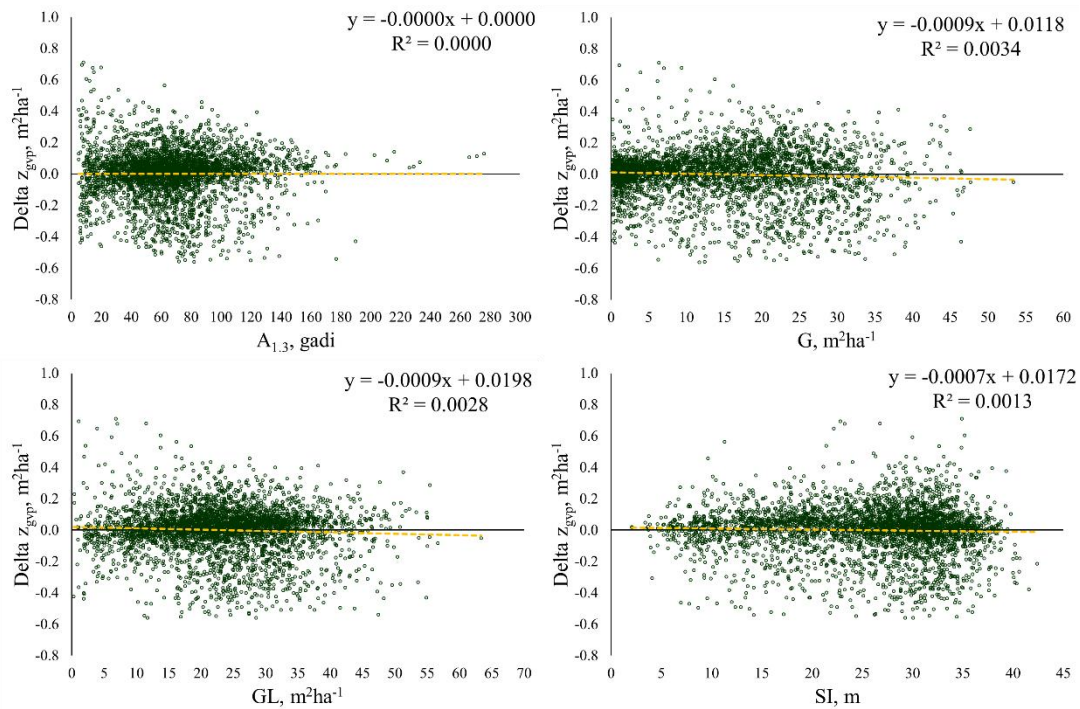 y = -0.0000x + 0.0000
R² = 0.0000
1.0
0.8
0.6
0.4
0.2
0.0
-0.2
-0.4
-0.6
-0.8
Delta z_gvp, m²ha⁻¹
0 20 40 60 80 100 120 140 160 180 200 220 240 260 280 300
A_1.3, gadi
y = -0.0009x + 0.0118
R² = 0.0034
1.0
0.8
0.6
0.4
0.2
0.0
-0.2
-0.4
-0.6
-0.8
Delta z_gvp, m²ha⁻¹
0 5 10 15 20 25 30 35 40 45 50 55 60
G, m²ha⁻¹
y = -0.0009x + 0.0198
R² = 0.0028
1.0
0.8
0.6
0.4
0.2
0.0
-0.2
-0.4
-0.6
-0.8
Delta z_gvp, m²ha⁻¹
0 5 10 15 20 25 30 35 40 45 50 55 60 65 70
GL, m²ha⁻¹
y = -0.0007x + 0.0172
R² = 0.0013
1.0
0.8
0.6
0.4
0.2
0.0
-0.2
-0.4
-0.6
-0.8
Delta z_gvp, m²ha⁻¹
0 5 10 15 20 25 30 35 40 45
SI, m